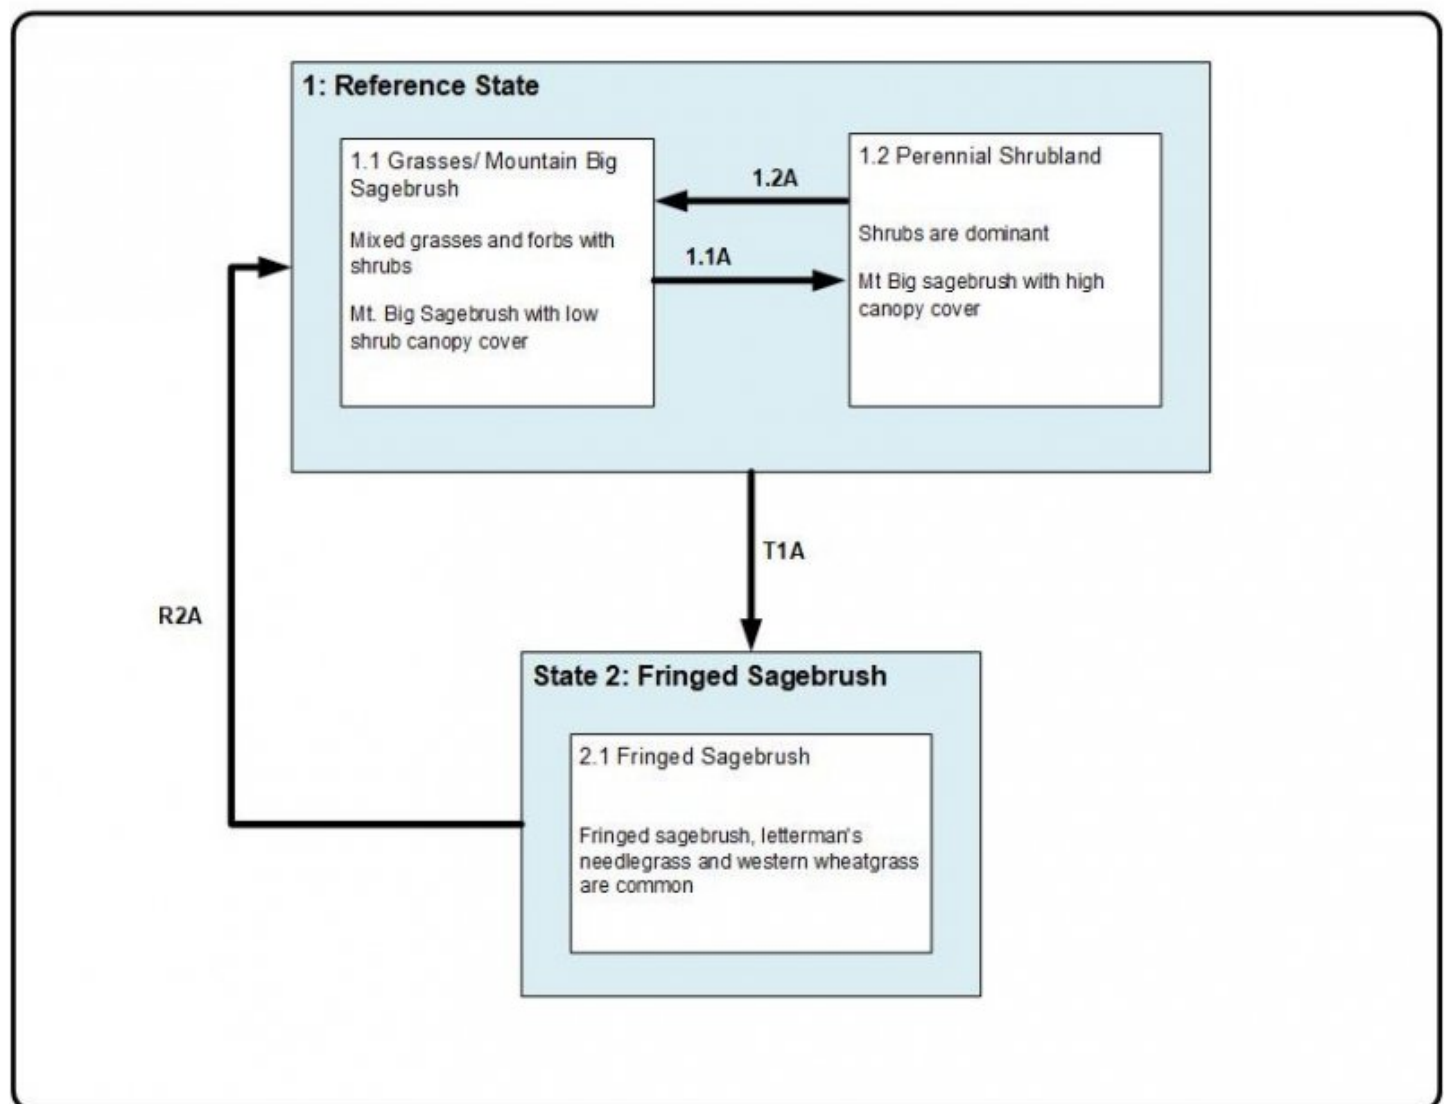 1: Reference State
1.1 Grasses/ Mountain Big
Sagebrush
Mixed grasses and forbs with
shrubs
Mt. Big Sagebrush with low
shrub canopy cover
1.2A
1.1A
1.2 Perennial Shrubland
Shrubs are dominant
Mt Big sagebrush with high
canopy cover
T1A
R2A
State 2: Fringed Sagebrush
2.1 Fringed Sagebrush
Fringed sagebrush, letterman's
needlegrass and western wheatgrass
are common